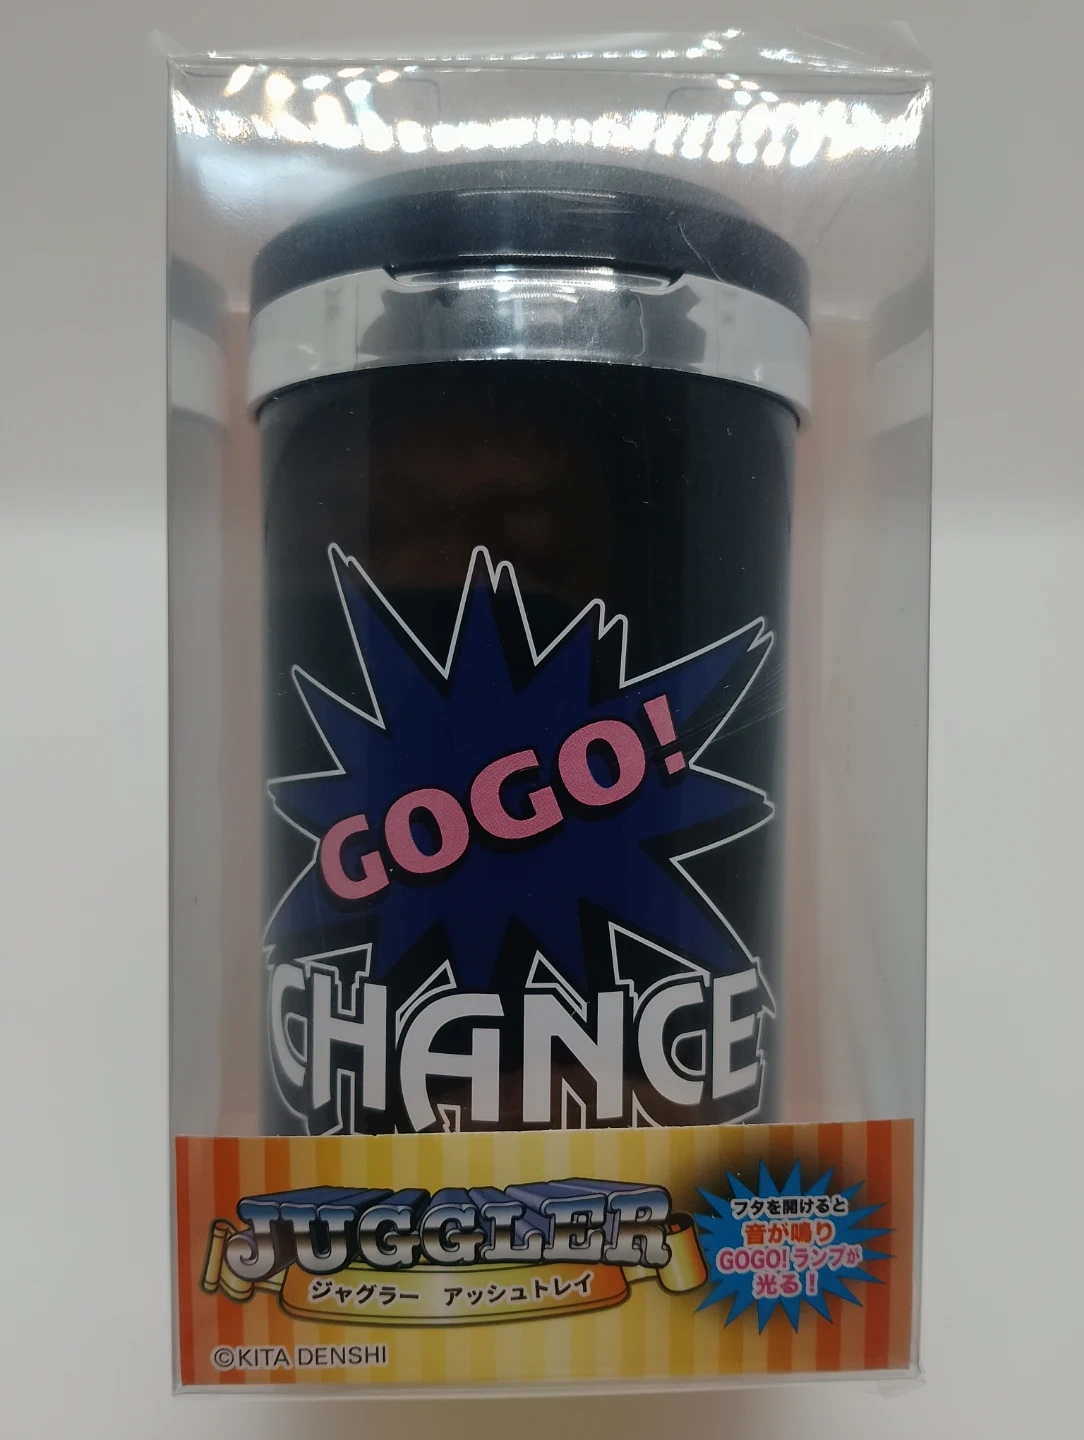 GOGO!
CHANCE
JUGGLER
ジャグラー アッシュトレイ
フタを開けると
音が鳴り
GOGO!ランプが
光る!
©KITA DENSHI